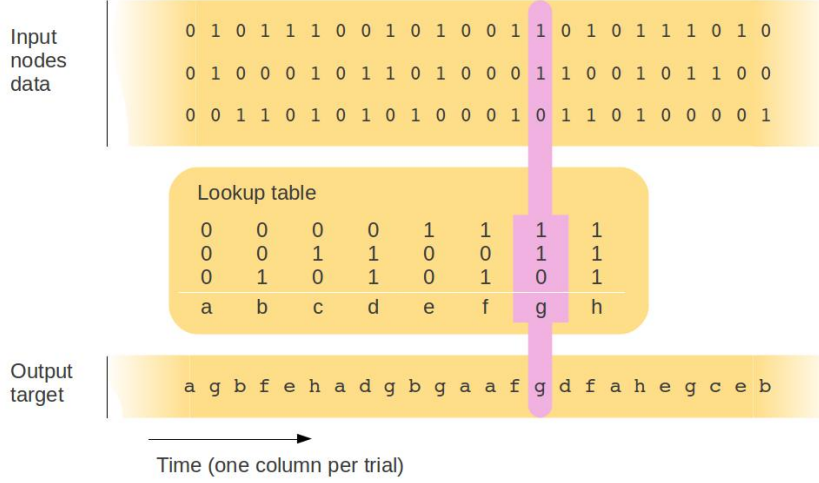 Input nodes data
0 1 0 1 1 1 0 0 1 0 1 0 0 1 1 0 1 0 1 1 1 0 1 0
0 1 0 0 0 1 0 1 1 0 1 0 0 0 1 1 0 0 1 0 1 1 0 0
0 0 1 1 0 1 0 1 0 1 0 0 0 1 0 1 1 0 1 0 0 0 0 1
Lookup table
0 0 0 0 1 1 1 1
0 0 1 1 0 0 1 1
0 1 0 1 0 1 0 1
a b c d e f g h
Output target
a g b f e h a d g b g a a f g d f a h e g c e b
Time (one column per trial)